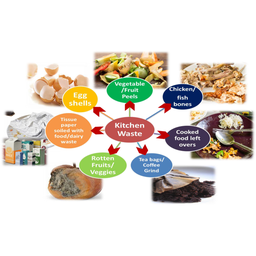 Egg
shells
Vegetable
/Fruit
Peels
Chicken/
fish
bones
Tissue
paper
soiled with
food/dairy
waste
Kitchen
Waste
Cooked
food left
overs
Rotten
Fruits/
Veggies
Tea bags/
Coffee
Grind